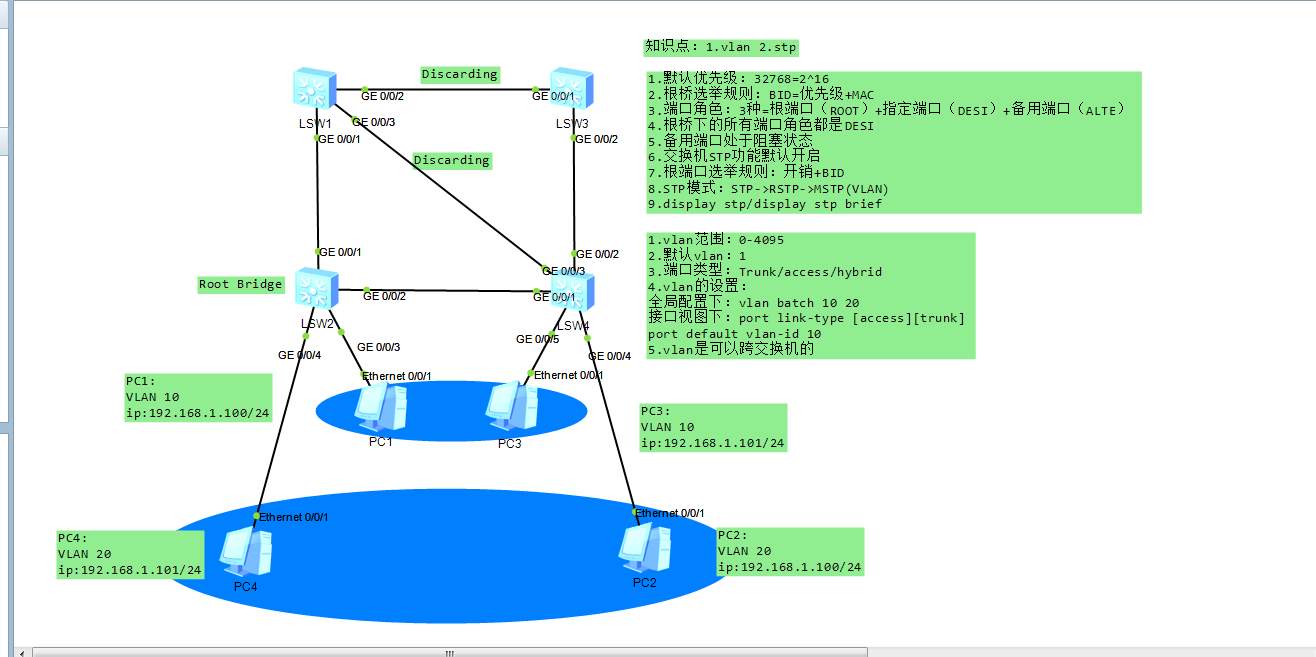 知识点: 1.vlan 2.stp
1.默认优先级: 32768=2^16
2.根桥选举规则: BID=优先级+MAC
3.端口角色: 3种=根端口（ROOT）+指定端口（DESI）+备用端口（ALTE）
4.根桥下的所有端口角色都是DESI
5.备用端口处于阻塞状态
6.交换机STP功能默认开启
7.根端口选举规则: 开销+BID
8.STP模式: STP->RSTP->MSTP(VLAN)
9.display stp/display stp brief
1.vlan范围: 0-4095
2.默认vlan: 1
3.端口类型: Trunk/access/hybrid
4.vlan的设置:
全局配置下: vlan batch 10 20
接口视图下: port link-type [access][trunk]
port default vlan-id 10
5.vlan是可以跨交换机的
Discarding
GE 0/0/2
GE 0/0/1
LSW1
GE 0/0/3
LSW3
GE 0/0/1
GE 0/0/2
Discarding
GE 0/0/1
GE 0/0/2
GE 0/0/3
Root Bridge
GE 0/0/2
GE 0/0/1
LSW2
LSW4
GE 0/0/5
GE 0/0/4
GE 0/0/3
GE 0/0/4
Ethernet 0/0/1
Ethernet 0/0/1
PC1:
VLAN 10
ip:192.168.1.100/24
PC1
PC3
PC3:
VLAN 10
ip:192.168.1.101/24
Ethernet 0/0/1
Ethernet 0/0/1
PC4:
VLAN 20
ip:192.168.1.101/24
PC4
PC2
PC2:
VLAN 20
ip:192.168.1.100/24